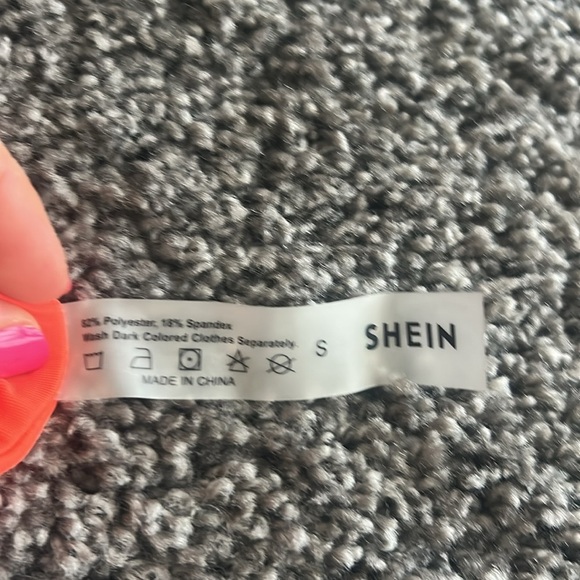 82% Polyester, 18% Spandex
Wash Dark Colored Clothes Separately.
MADE IN CHINA
S
SHEIN